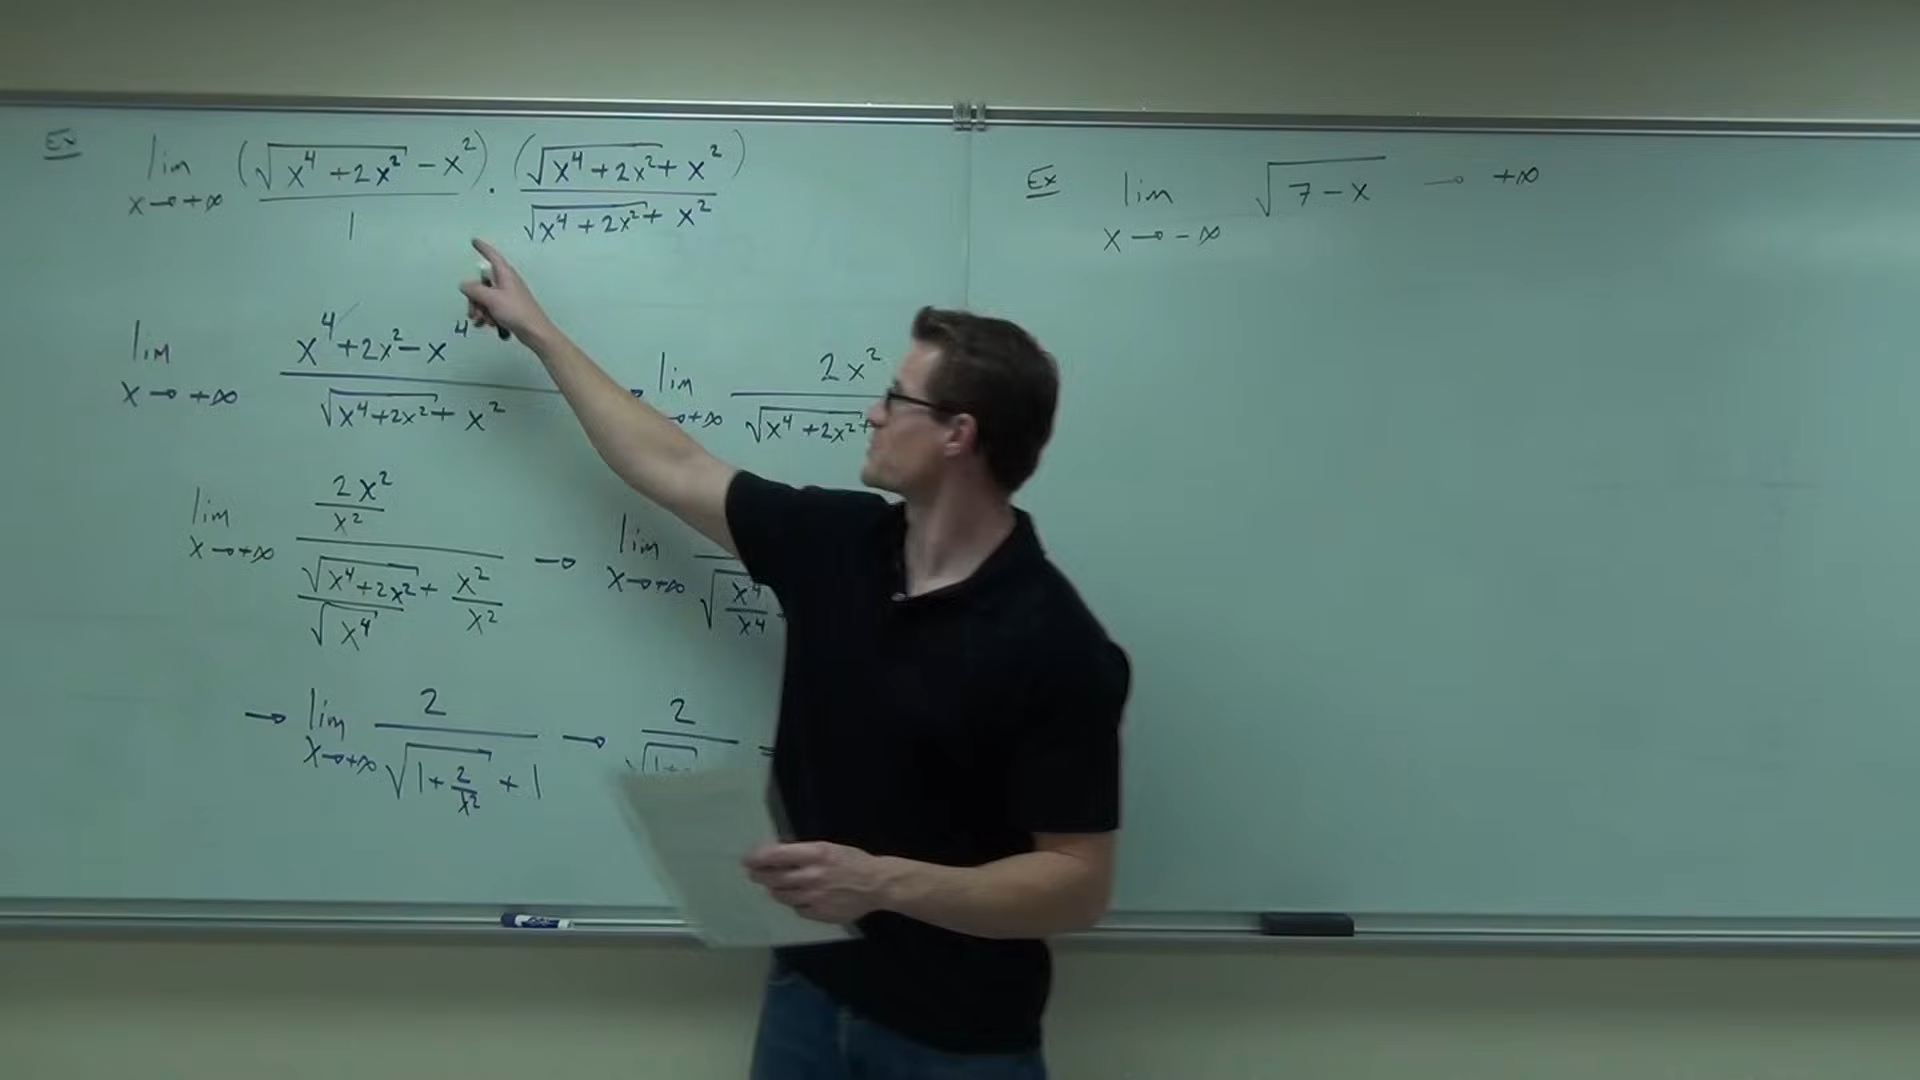 Ex lim x→+∞ (√(x⁴+2x²) - x²)/1 · (√(x⁴+2x²) + x²)/(√(x⁴+2x²) + x²)
lim x→+∞ (x⁴+2x²-x⁴)/(√(x⁴+2x²) + x²) → lim →+∞ 2x²/(√(x⁴+2x²) +
lim x→+∞ (2x²/x²)/(√(x⁴+2x²)/√(x⁴) + x²/x²) → lim x→+∞ √(x⁴/x⁴
→ lim x→+∞ 2/(√(1+2/x²) + 1) → 2/√(1+ =
Ex lim x→-∞ √(7-x) → +∞